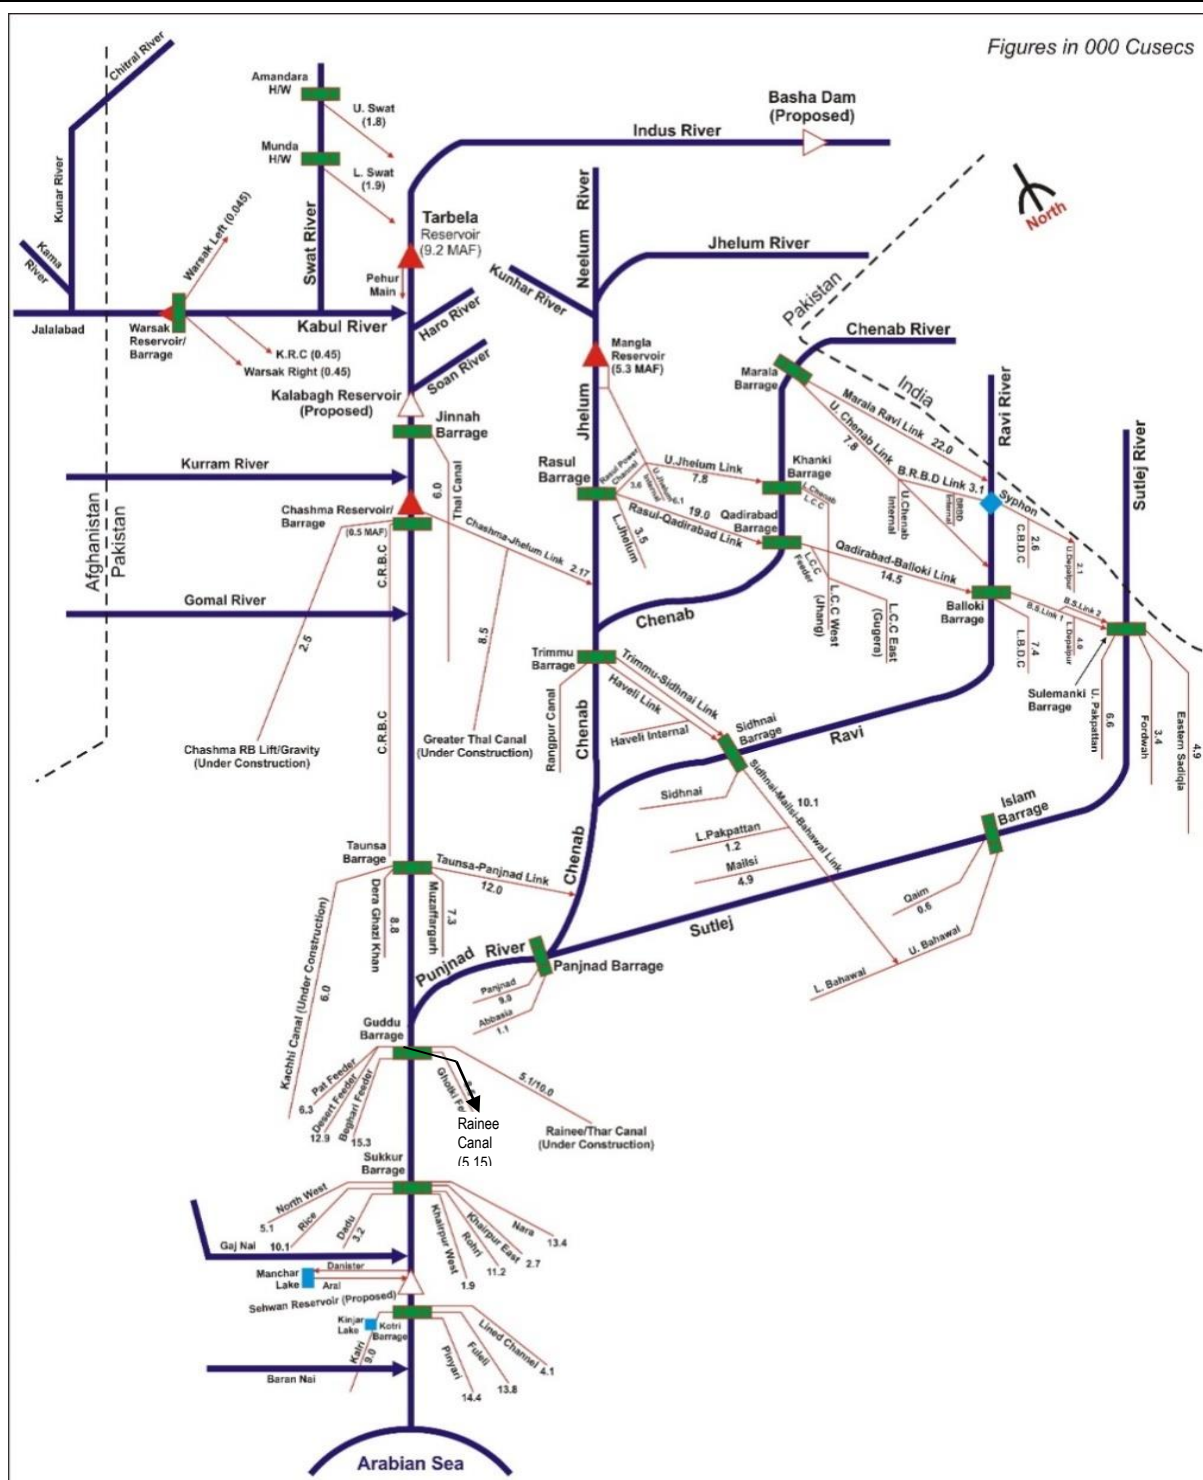 Figures in 000 Cusecs
Chitral River
Amandara
H/W
U. Swat
(1.8)
Basha Dam
(Proposed)
Indus River
Munda
H/W
L. Swat
(1.9)
Kunar River
Kama
River
Warsak Left (0.045)
Swat River
Tarbela
Reservoir
(9.2 MAF)
Pehur
Main
Neelum River
Jhelum River
Kunhar River
North
Pakistan
India
Jalalabad
Warsak
Reservoir/
Barrage
Kabul River
K.R.C (0.45)
Warsak Right (0.45)
Haro River
Soan River
Kalabagh Reservoir
(Proposed)
Mangla
Reservoir
(5.3 MAF)
Chenab River
Marala
Barrage
Marala Ravi Link 22.0
U. Chenab Link
7.8
B.R.B.D Link 3.1
Ravi River
Sutlej River
Jinnah
Barrage
Jhelum
Kurram River
Thal Canal
0.9
Rasul
Barrage
Rasul Power
Channel
3.6
U.Jhelum
Internal
6.1
U.Jhelum Link
7.8
Khanki
Barrage
L.Chenab
L.C.C
U.Chenab
Internal
BRBD
Internal
Syphon
Chashma Reservoir/
Barrage
(0.5 MAF)
C.R.B.C
Chashma-Jhelum Link 2.17
L.Jhelum
3.5
19.0
Rasul-Qadirabad Link
Qadirabad
Barrage
C.B.D.C
2.6
U.Depalpur
2.1
Afghanistan
Pakistan
Gomal River
2.5
8.5
Chenab
L.C.C
Feeder
L.C.C West
(Jhang)
L.C.C East
(Gugera)
Qadirabad-Balloki Link
14.5
Balloki
Barrage
B.S.Link 1
B.S.Link 2
L.B.D.C
7.4
L.Depalpur
4.0
Trimmu
Barrage
Trimmu-Sidhnai Link
Haveli Link
Rangpur Canal
Chenab
Haveli Internal
Sidhnai
Barrage
Ravi
Sulemanki
Barrage
U. Pakpattan
6.6
Fordwah
3.4
Eastern Sadiqia
4.9
Chashma RB Lift/Gravity
(Under Construction)
C.R.B.C
Greater Thal Canal
(Under Construction)
Sidhnai
Sidhnai-Mailsi-Bahawal Link
10.1
Islam
Barrage
L.Pakpattan
1.2
Mailsi
4.9
Taunsa
Barrage
Taunsa-Panjnad Link
12.0
Chenab
Qaim
0.6
Dera Ghazi Khan
8.8
Muzaffargarh
7.3
Sutlej
U. Bahawal
L. Bahawal
Kachhi Canal (Under Construction)
6.0
Punjnad River
Panjnad Barrage
Panjnad
9.0
Abbasia
1.1
Guddu
Barrage
Pat Feeder
6.3
Desert Feeder
12.9
Beghari Feeder
15.3
Ghotki Fe
5.1/10.0
Rainee
Canal
(5.15)
Rainee/Thar Canal
(Under Construction)
Sukkur
Barrage
North West
5.1
Rice
10.1
Dadu
3.2
Khairpur West
1.9
Rohri
11.2
Khairpur East
2.7
Nara
13.4
Gaj Nai
Manchar
Lake
Danister
Aral
Sehwan Reservoir (Proposed)
Kinjar
Lake
Kotri
Barrage
Kalri
9.0
Pinyari
14.4
Fuleli
13.8
Lined Channel
4.1
Baran Nai
Arabian Sea